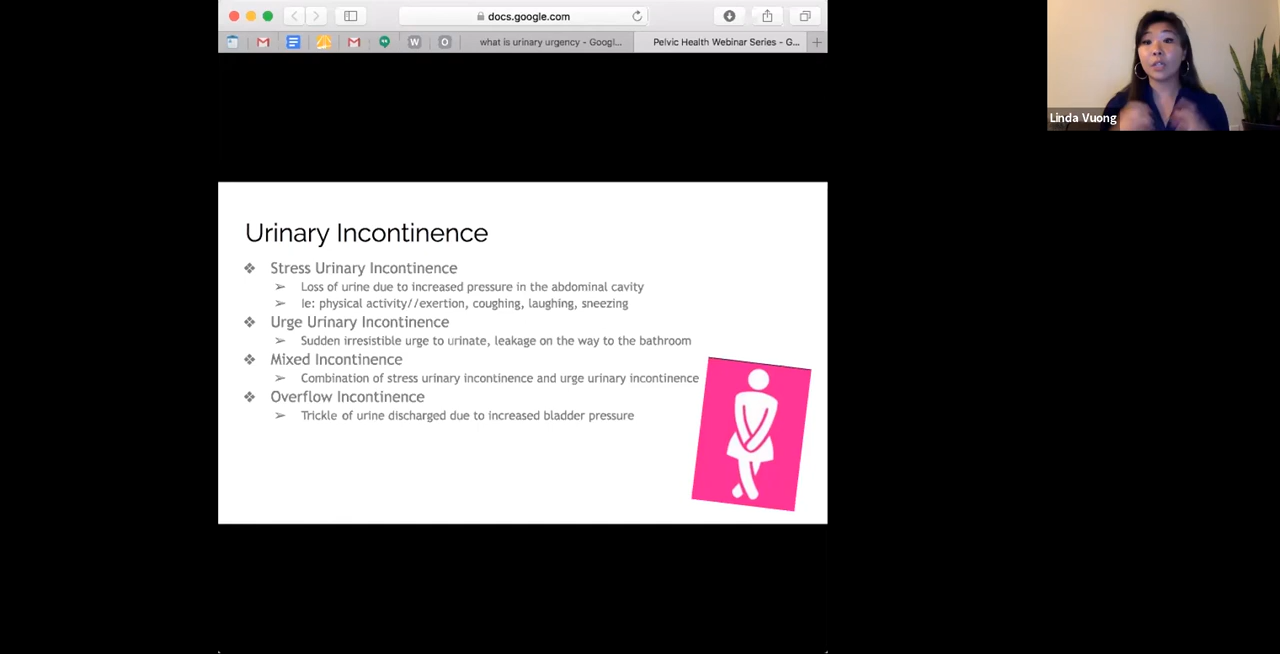 docs.google.com
W
O
what is urinary urgency - Googl...
Pelvic Health Webinar Series - G...
Linda Vuong
Urinary Incontinence
❖ Stress Urinary Incontinence
➢ Loss of urine due to increased pressure in the abdominal cavity
➢ Ie: physical activity//exertion, coughing, laughing, sneezing
❖ Urge Urinary Incontinence
➢ Sudden irresistible urge to urinate, leakage on the way to the bathroom
❖ Mixed Incontinence
➢ Combination of stress urinary incontinence and urge urinary incontinence
❖ Overflow Incontinence
➢ Trickle of urine discharged due to increased bladder pressure